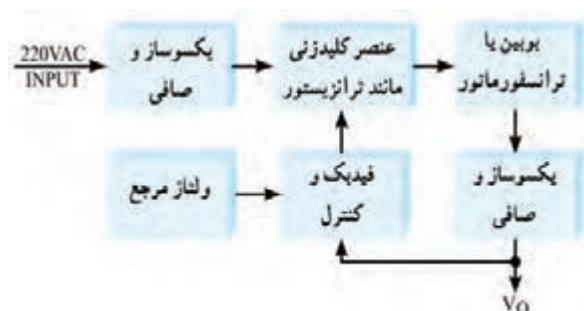 220VAC
INPUT
یکسوساز و
صافی
عنصر کلیدزنی
مانند ترانزیستور
بوبین یا
ترانسفورماتور
ولتاژ مرجع
فیدبک و
کنترل
یکسوساز و
صافی
VO